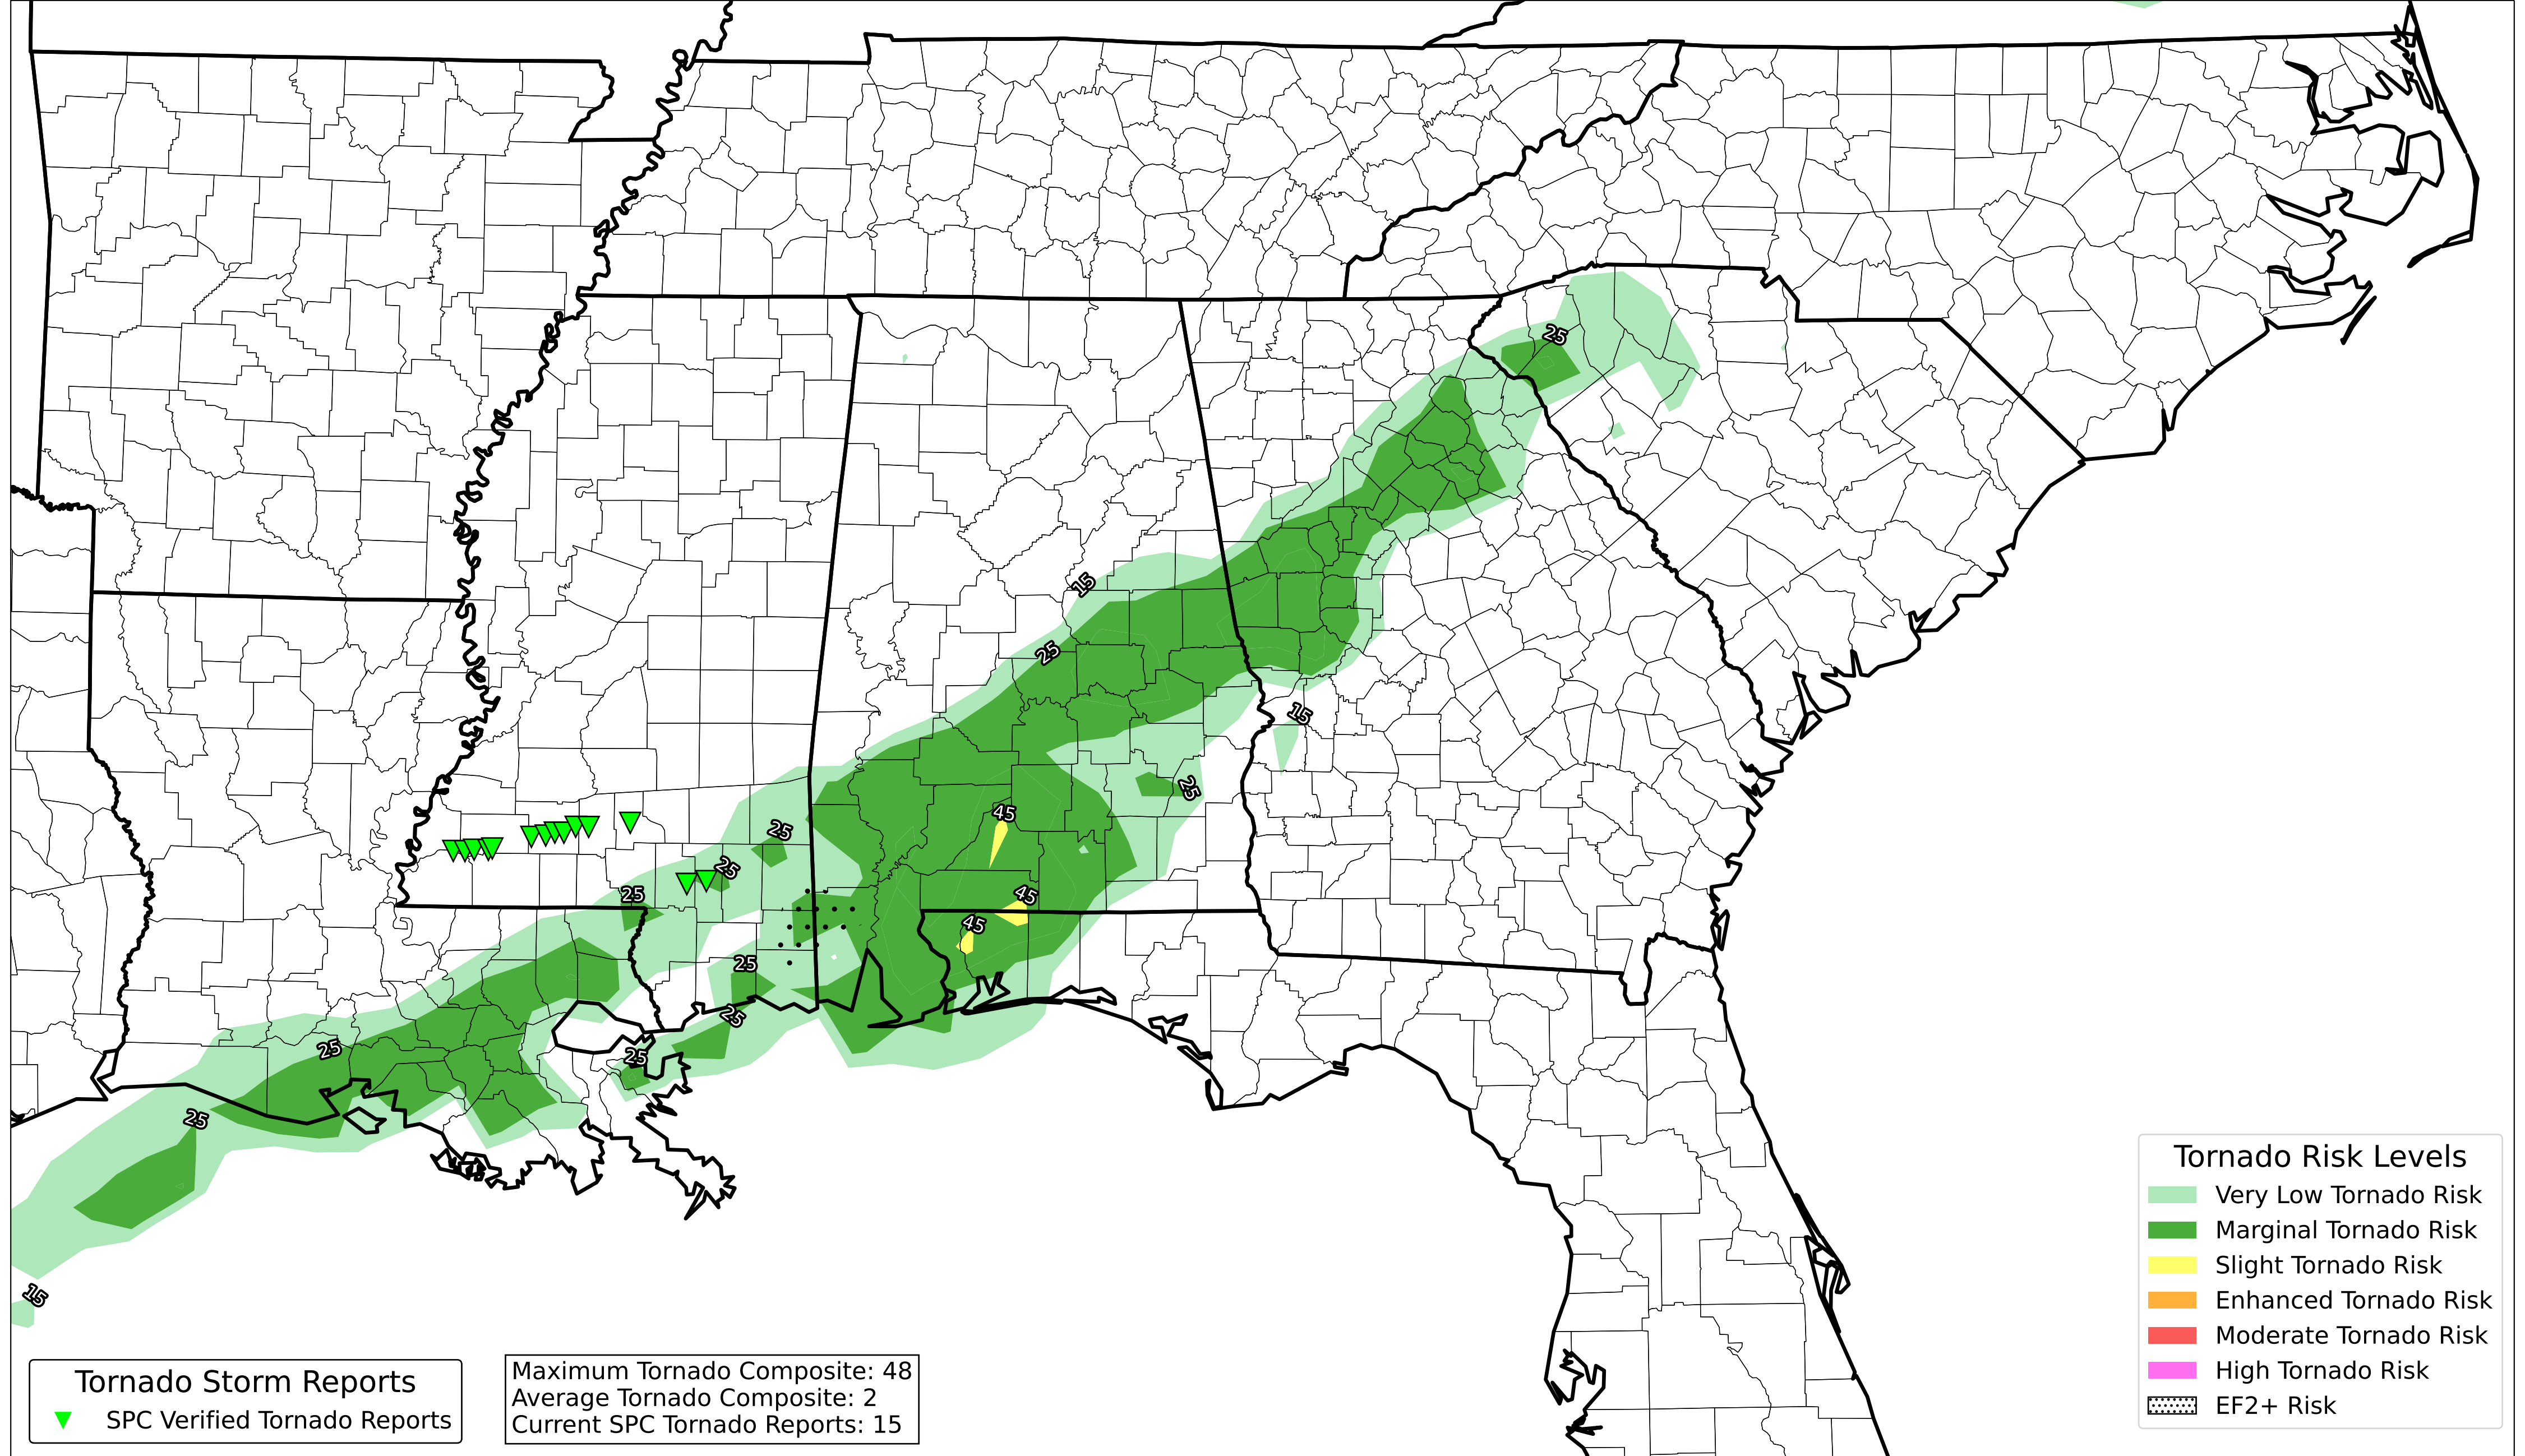 25
15
25
15
25
45
25
25
45
25
45
25
25
25
25
25
15
Tornado Risk Levels
Very Low Tornado Risk
Marginal Tornado Risk
Slight Tornado Risk
Enhanced Tornado Risk
Moderate Tornado Risk
High Tornado Risk
EF2+ Risk
Tornado Storm Reports
SPC Verified Tornado Reports
Maximum Tornado Composite: 48
Average Tornado Composite: 2
Current SPC Tornado Reports: 15